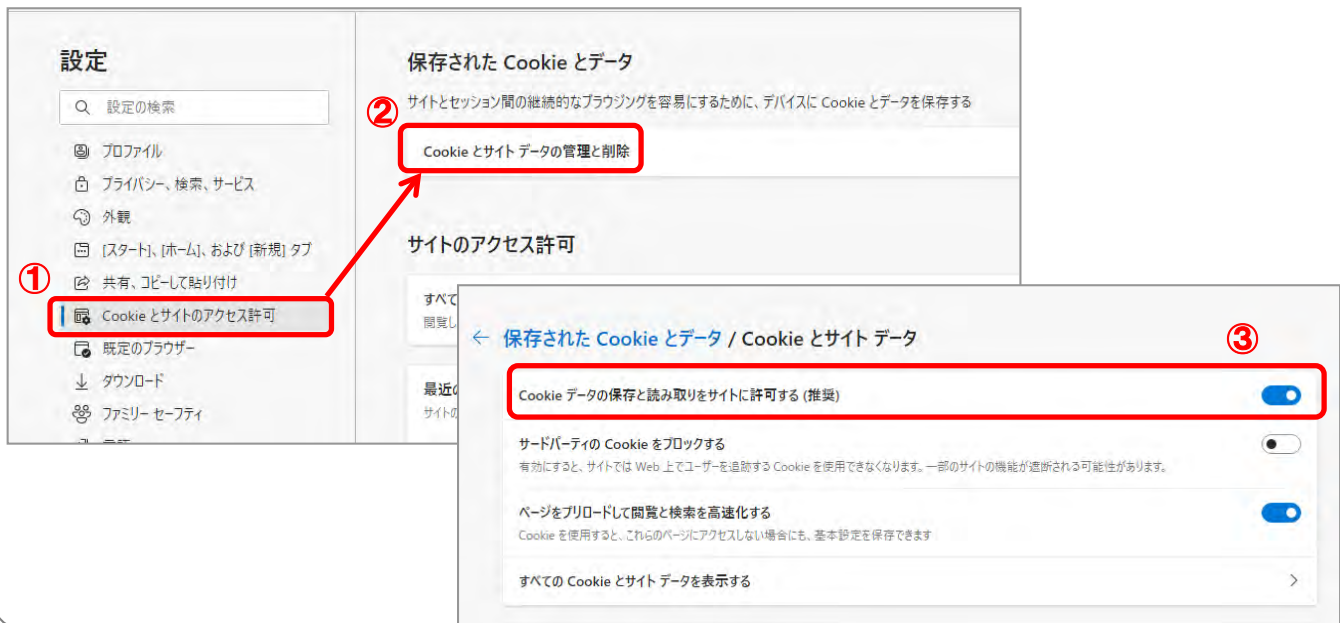 設定
設定の検索
プロファイル
プライバシー、検索、サービス
外観
[スタート]、[ホーム]、および [新規] タブ
①
共有、コピーして貼り付け
Cookie とサイトのアクセス許可
既定のブラウザー
ダウンロード
ファミリー セーフティ
保存された Cookie とデータ
サイトとセッション間の継続的なブラウジングを容易にするために、デバイスに Cookie とデータを保存する
②
Cookie とサイト データの管理と削除
サイトのアクセス許可
すべて
閲覧し
最近の
サイトの
← 保存された Cookie とデータ / Cookie とサイト データ
③
Cookie データの保存と読み取りをサイトに許可する (推奨)
サードパーティの Cookie をブロックする
有効にすると、サイトでは Web 上でユーザーを追跡する Cookie を使用できなくなります。一部のサイトの機能が遮断される可能性があります。
ページをプリロードして閲覧と検索を高速化する
Cookie を使用すると、これらのページにアクセスしない場合にも、基本設定を保存できます
すべての Cookie とサイト データを表示する